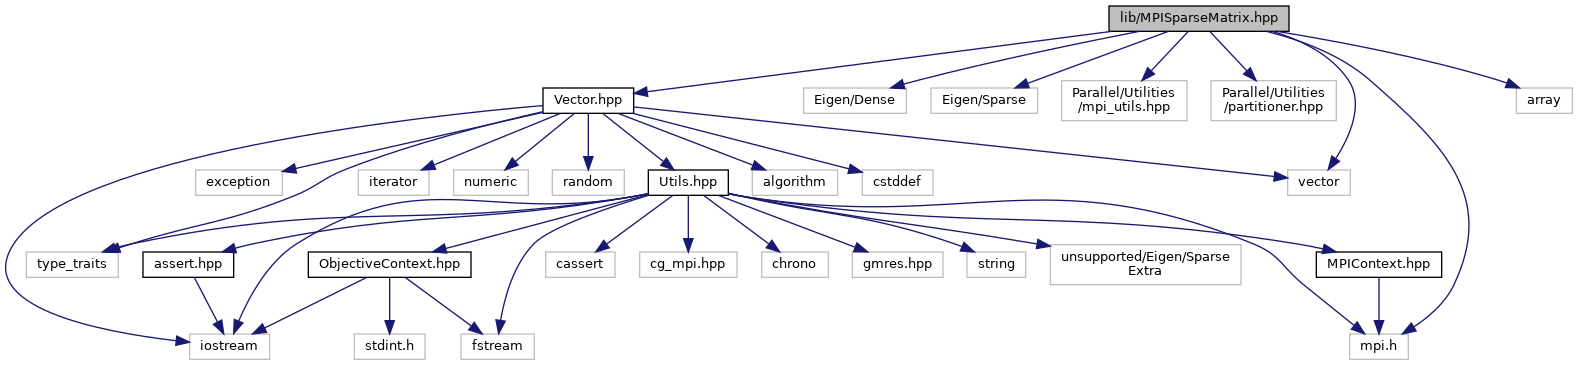 lib/MPISparseMatrix.hpp
Vector.hpp
Eigen/Dense
Eigen/Sparse
Parallel/Utilities
/mpi_utils.hpp
Parallel/Utilities
/partitioner.hpp
array
exception
iterator
numeric
random
Utils.hpp
algorithm
cstddef
vector
type_traits
assert.hpp
ObjectiveContext.hpp
cassert
cg_mpi.hpp
chrono
gmres.hpp
string
unsupported/Eigen/Sparse
Extra
MPIContext.hpp
iostream
stdint.h
fstream
mpi.h